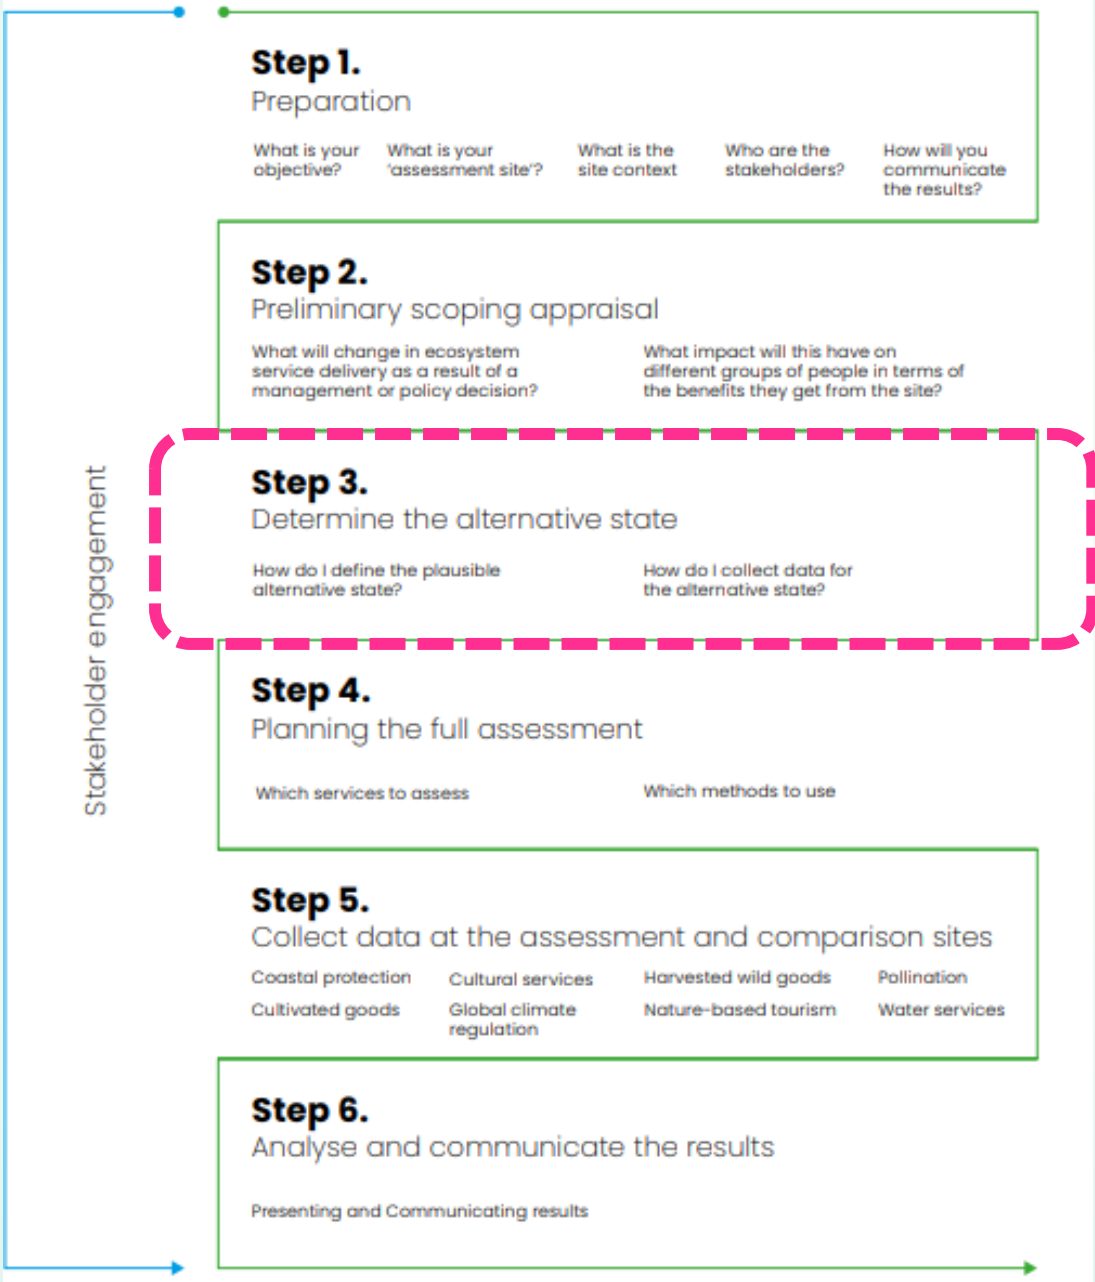 Step 1.
Preparation
What is your
objective?
What is your
‘assessment site’?
What is the
site context
Who are the
stakeholders?
How will you
communicate
the results?
Step 2.
Preliminary scoping appraisal
What will change in ecosystem
service delivery as a result of a
management or policy decision?
What impact will this have on
different groups of people in terms of
the benefits they get from the site?
Stakeholder engagement
Step 3.
Determine the alternative state
How do I define the plausible
alternative state?
How do I collect data for
the alternative state?
Step 4.
Planning the full assessment
Which services to assess
Which methods to use
Step 5.
Collect data at the assessment and comparison sites
Coastal protection
Cultural services
Harvested wild goods
Pollination
Cultivated goods
Global climate
regulation
Nature-based tourism
Water services
Step 6.
Analyse and communicate the results
Presenting and Communicating results